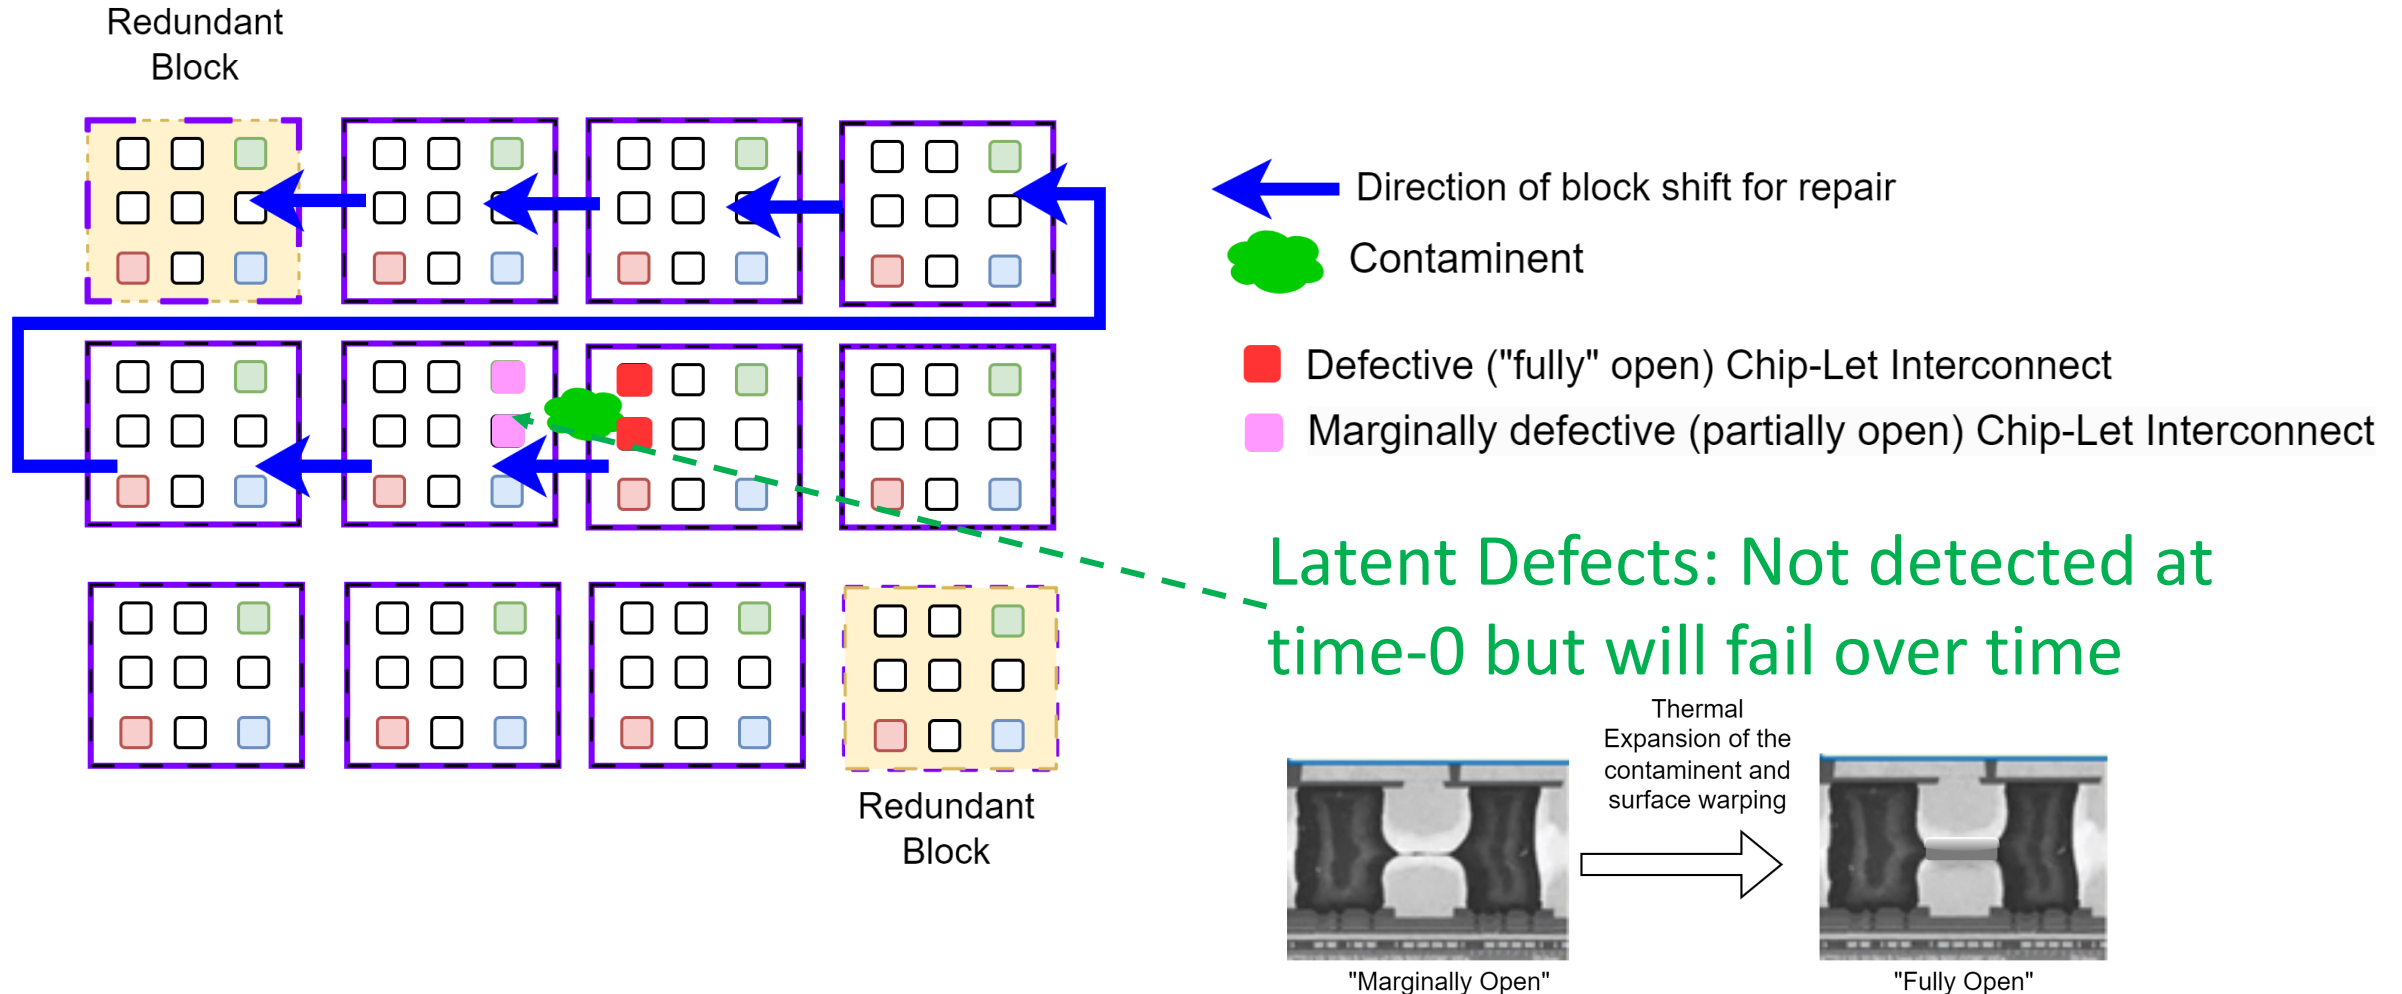 Redundant
Block
Direction of block shift for repair
Contaminent
Defective ("fully" open) Chip-Let Interconnect
Marginally defective (partially open) Chip-Let Interconnect
Latent Defects: Not detected at
time-0 but will fail over time
Redundant
Block
Thermal
Expansion of the
contaminent and
surface warping
"Marginally Open"
"Fully Open"